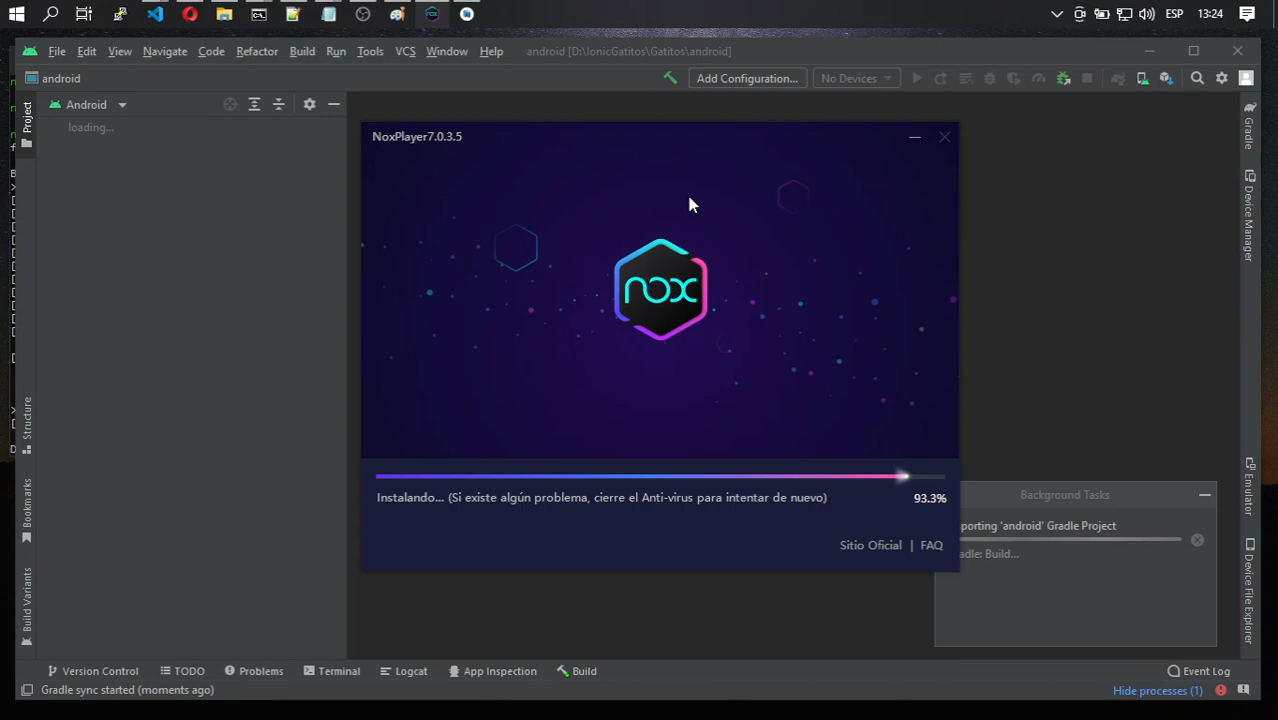 ESP 13:24
File Edit View Navigate Code Refactor Build Run Tools VCS Window Help android [D:\IonicGatitos\Gatitos\android]
android Add Configuration... No Devices
Android
loading...
Project
Structure
Bookmarks
Build Variants
NoxPlayer7.0.3.5
nox
Instalando... (Si existe algún problema, cierre el Anti-virus para intentar de nuevo) 93.3%
Sitio Oficial | FAQ
Background Tasks
porting 'android' Gradle Project
adle: Build...
Gradle
Device Manager
Emulator
Device File Explorer
Version Control TODO Problems Terminal Logcat App Inspection Build Event Log
Gradle sync started (moments ago) Hide processes (1)